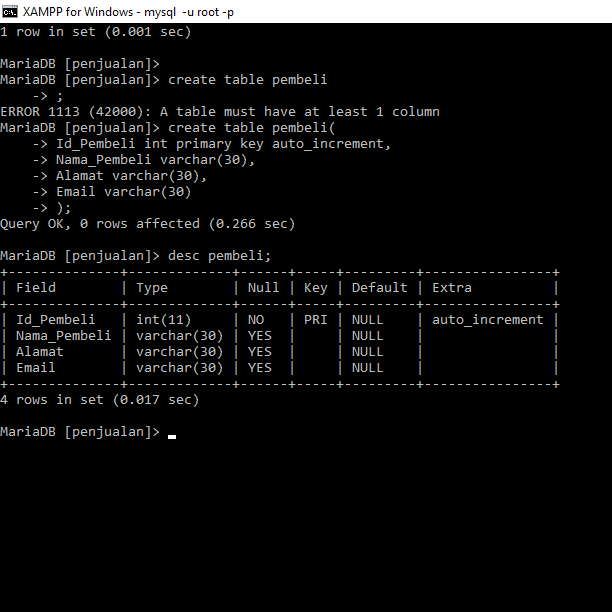 XAMPP for Windows - mysql  -u root -p
1 row in set (0.001 sec)
MariaDB [penjualan]>
MariaDB [penjualan]> create table pembeli
    -> ;
ERROR 1113 (42000): A table must have at least 1 column
MariaDB [penjualan]> create table pembeli(
    -> Id_Pembeli int primary key auto_increment,
    -> Nama_Pembeli varchar(30),
    -> Alamat varchar(30),
    -> Email varchar(30)
    -> );
Query OK, 0 rows affected (0.266 sec)
MariaDB [penjualan]> desc pembeli;
+--------------+-------------+------+-----+---------+----------------+
| Field        | Type        | Null | Key | Default | Extra          |
+--------------+-------------+------+-----+---------+----------------+
| Id_Pembeli   | int(11)     | NO   | PRI | NULL    | auto_increment |
| Nama_Pembeli | varchar(30) | YES  |     | NULL    |                |
| Alamat       | varchar(30) | YES  |     | NULL    |                |
| Email        | varchar(30) | YES  |     | NULL    |                |
+--------------+-------------+------+-----+---------+----------------+
4 rows in set (0.017 sec)
MariaDB [penjualan]>